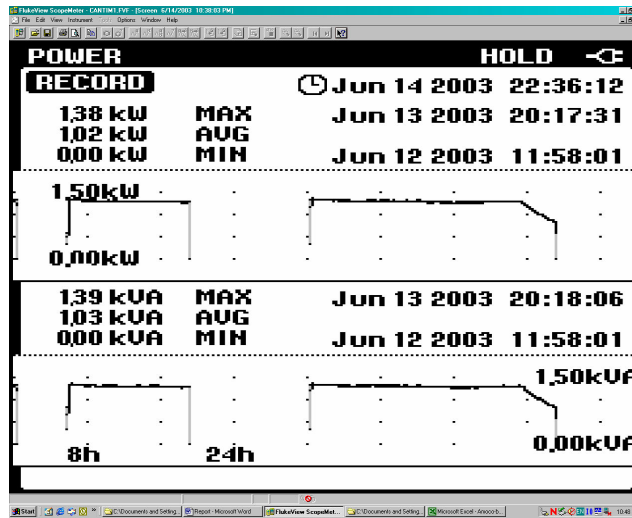 FlukeView ScopeMeter - CANTIM1.FVF - [Screen 6/14/2003 10:38:03 PM]
File Edit View Instrument Tools Options Window Help
POWER HOLD
RECORD Jun 14 2003 22:36:12
1,38 kW MAX Jun 13 2003 20:17:31
1,02 kW AVG
0,00 kW MIN Jun 12 2003 11:58:01
1,50kW
0,00kW
1,39 kVA MAX Jun 13 2003 20:18:06
1,03 kVA AVG
0,00 kVA MIN Jun 12 2003 11:58:01
1,50kVA
0,00kVA
8h 24h
Start C:\Documents and Setting... Report - Microsoft Word FlukeView ScopeMet... C:\Documents and Setting... Microsoft Excel - Anoco-b... 10:48